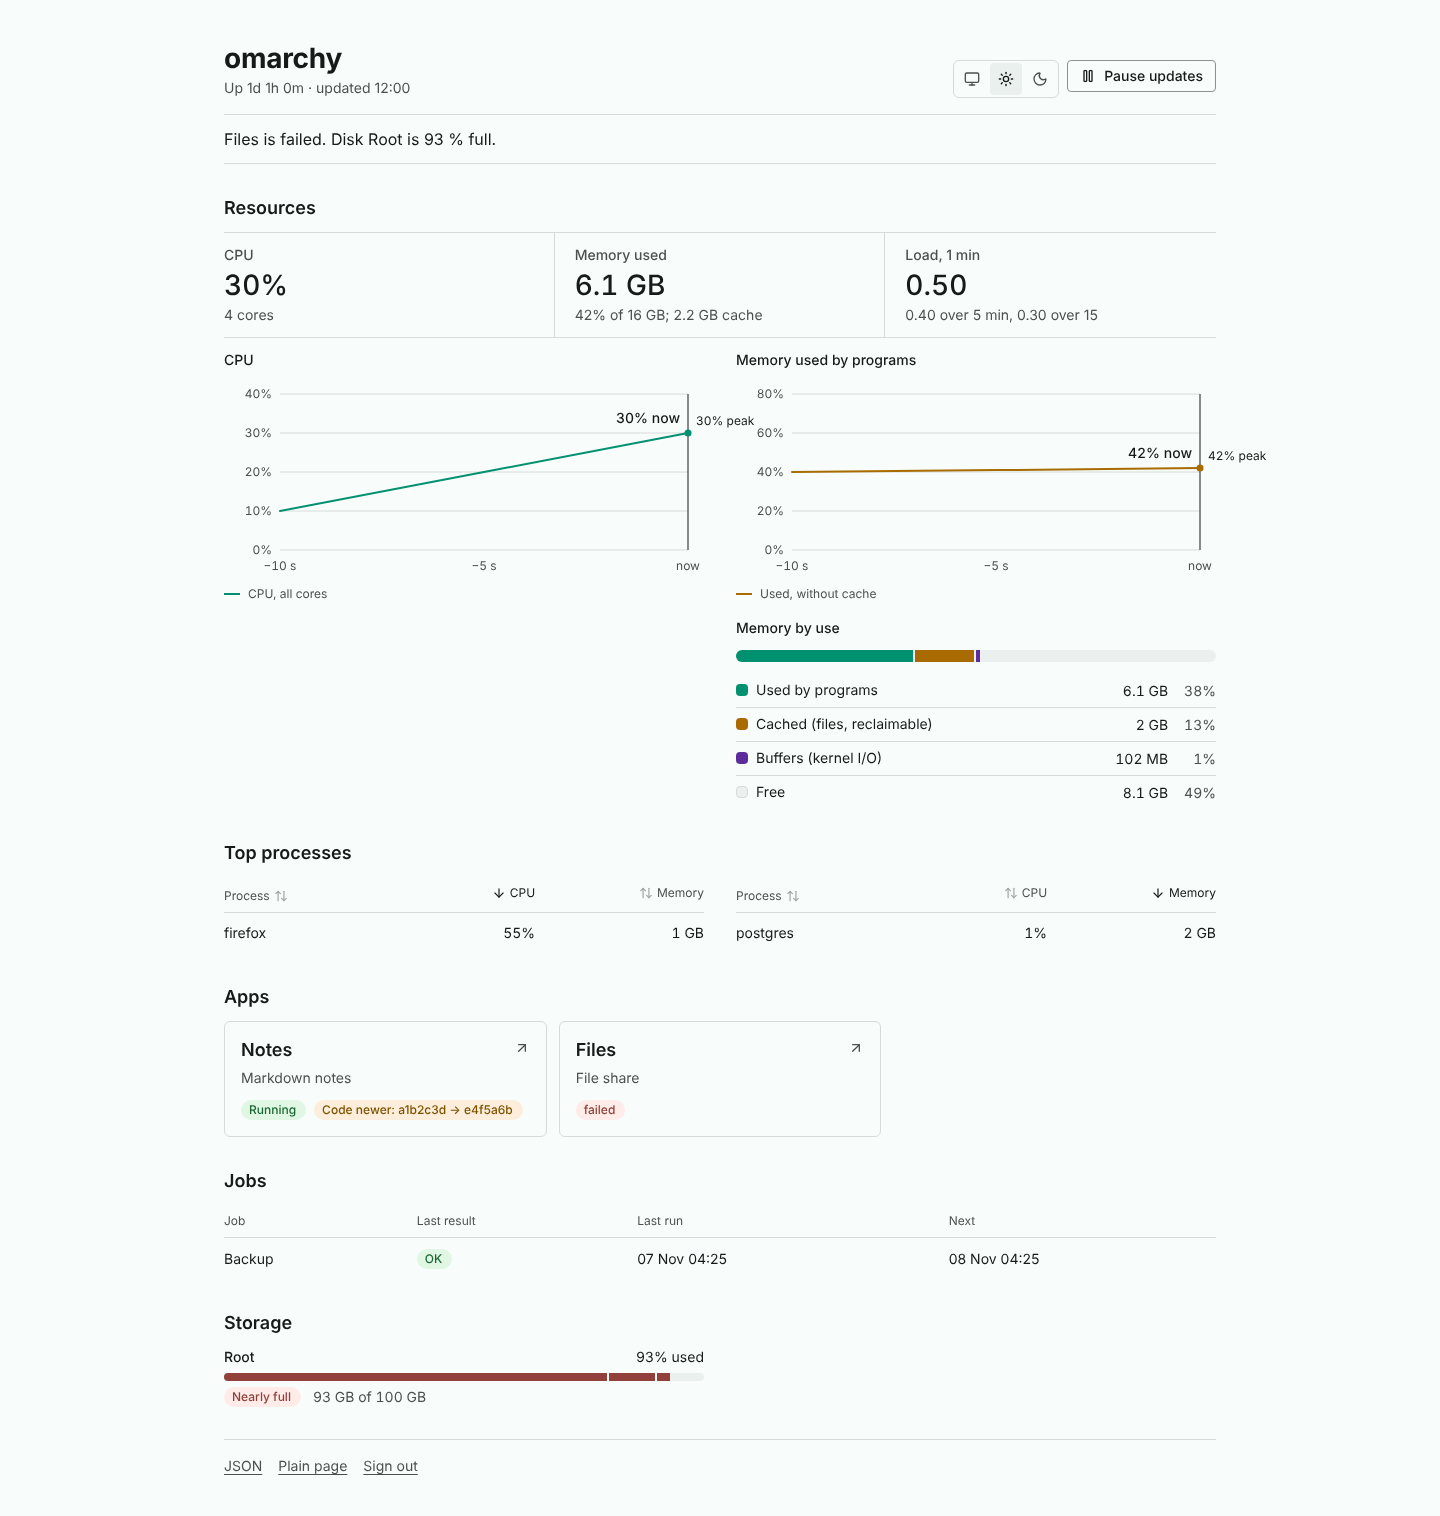 omarchy
Up 1d 1h 0m · updated 12:00
Pause updates
Files is failed. Disk Root is 93 % full.
Resources
CPU
30%
4 cores
Memory used
6.1 GB
42% of 16 GB; 2.2 GB cache
Load, 1 min
0.50
0.40 over 5 min, 0.30 over 15
CPU
40%
30%
20%
10%
0%
30% now
30% peak
−10 s
−5 s
now
CPU, all cores
Memory used by programs
80%
60%
40%
20%
0%
42% now
42% peak
−10 s
−5 s
now
Used, without cache
Memory by use
Used by programs 6.1 GB 38%
Cached (files, reclaimable) 2 GB 13%
Buffers (kernel I/O) 102 MB 1%
Free 8.1 GB 49%
Top processes
Process CPU Memory
firefox 55% 1 GB
Process CPU Memory
postgres 1% 2 GB
Apps
Notes
Markdown notes
Running Code newer: a1b2c3d → e4f5a6b
Files
File share
failed
Jobs
Job Last result Last run Next
Backup OK 07 Nov 04:25 08 Nov 04:25
Storage
Root 93% used
Nearly full 93 GB of 100 GB
JSON Plain page Sign out